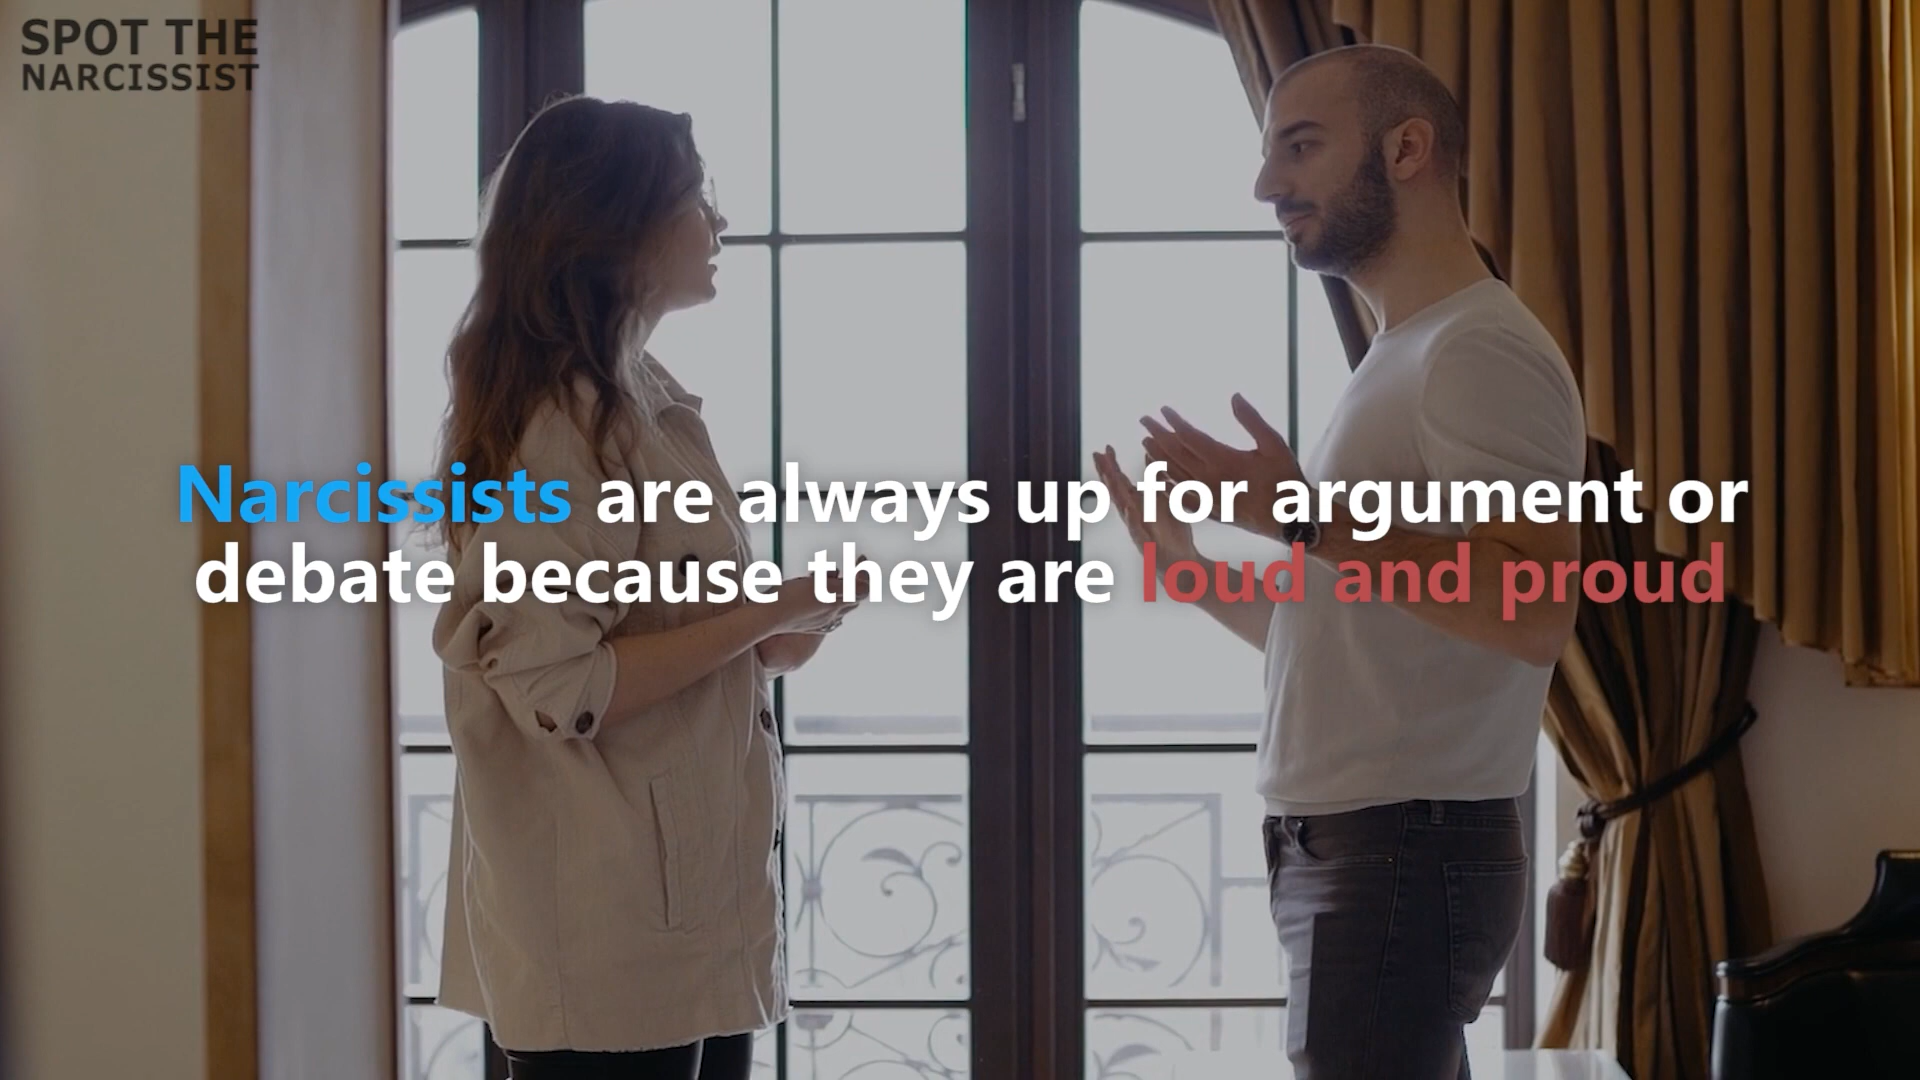 SPOT THE
NARCISSIST
Narcissists are always up for argument or
debate because they are loud and proud